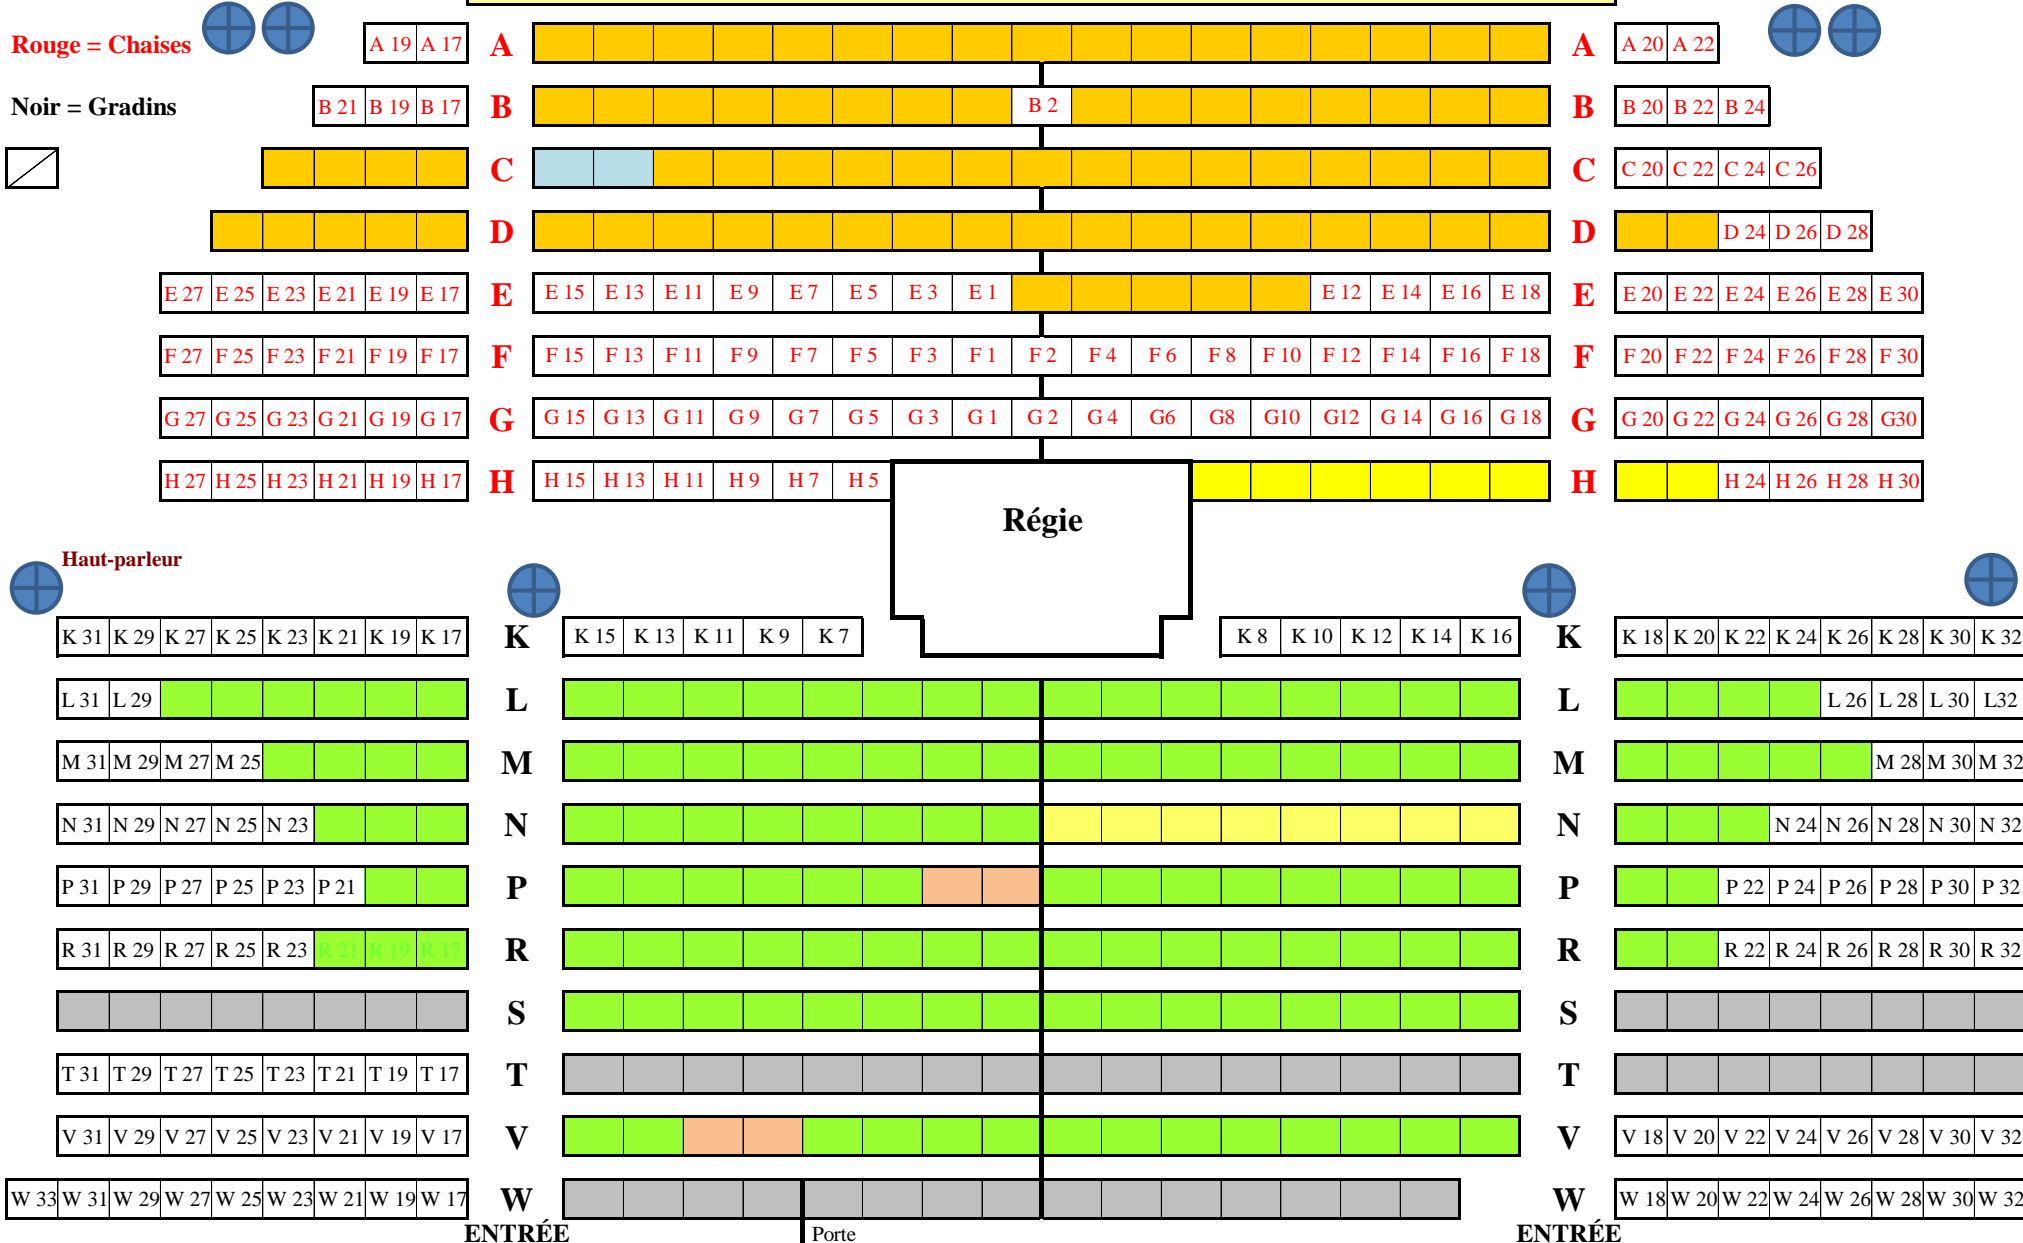 Rouge = Chaises A 19 A 17 A A A 20 A 22
Noir = Gradins B 21 B 19 B 17 B B 2 B B 20 B 22 B 24
C C C 20 C 22 C 24 C 26
D D D 24 D 26 D 28
E 27 E 25 E 23 E 21 E 19 E 17 E E 15 E 13 E 11 E 9 E 7 E 5 E 3 E 1 E 12 E 14 E 16 E 18 E E 20 E 22 E 24 E 26 E 28 E 30
F 27 F 25 F 23 F 21 F 19 F 17 F F 15 F 13 F 11 F 9 F 7 F 5 F 3 F 1 F 2 F 4 F 6 F 8 F 10 F 12 F 14 F 16 F 18 F F 20 F 22 F 24 F 26 F 28 F 30
G 27 G 25 G 23 G 21 G 19 G 17 G G 15 G 13 G 11 G 9 G 7 G 5 G 3 G 1 G 2 G 4 G6 G8 G10 G12 G 14 G 16 G 18 G G 20 G 22 G 24 G 26 G 28 G30
H 27 H 25 H 23 H 21 H 19 H 17 H H 15 H 13 H 11 H 9 H 7 H 5 H H 24 H 26 H 28 H 30
Régie
Haut-parleur
K 31 K 29 K 27 K 25 K 23 K 21 K 19 K 17 K K 15 K 13 K 11 K 9 K 7 K 8 K 10 K 12 K 14 K 16 K K 18 K 20 K 22 K 24 K 26 K 28 K 30 K 32
L 31 L 29 L L L 26 L 28 L 30 L32
M 31 M 29 M 27 M 25 M M M 28 M 30 M 32
N 31 N 29 N 27 N 25 N 23 N N N 24 N 26 N 28 N 30 N 32
P 31 P 29 P 27 P 25 P 23 P 21 P P P 22 P 24 P 26 P 28 P 30 P 32
R 31 R 29 R 27 R 25 R 23 R 21 R 19 R 17 R R R 22 R 24 R 26 R 28 R 30 R 32
S S
T 31 T 29 T 27 T 25 T 23 T 21 T 19 T 17 T T
V 31 V 29 V 27 V 25 V 23 V 21 V 19 V 17 V V V 18 V 20 V 22 V 24 V 26 V 28 V 30 V 32
W 33 W 31 W 29 W 27 W 25 W 23 W 21 W 19 W 17 W W W 18 W 20 W 22 W 24 W 26 W 28 W 30 W 32
ENTRÉE Porte ENTRÉE